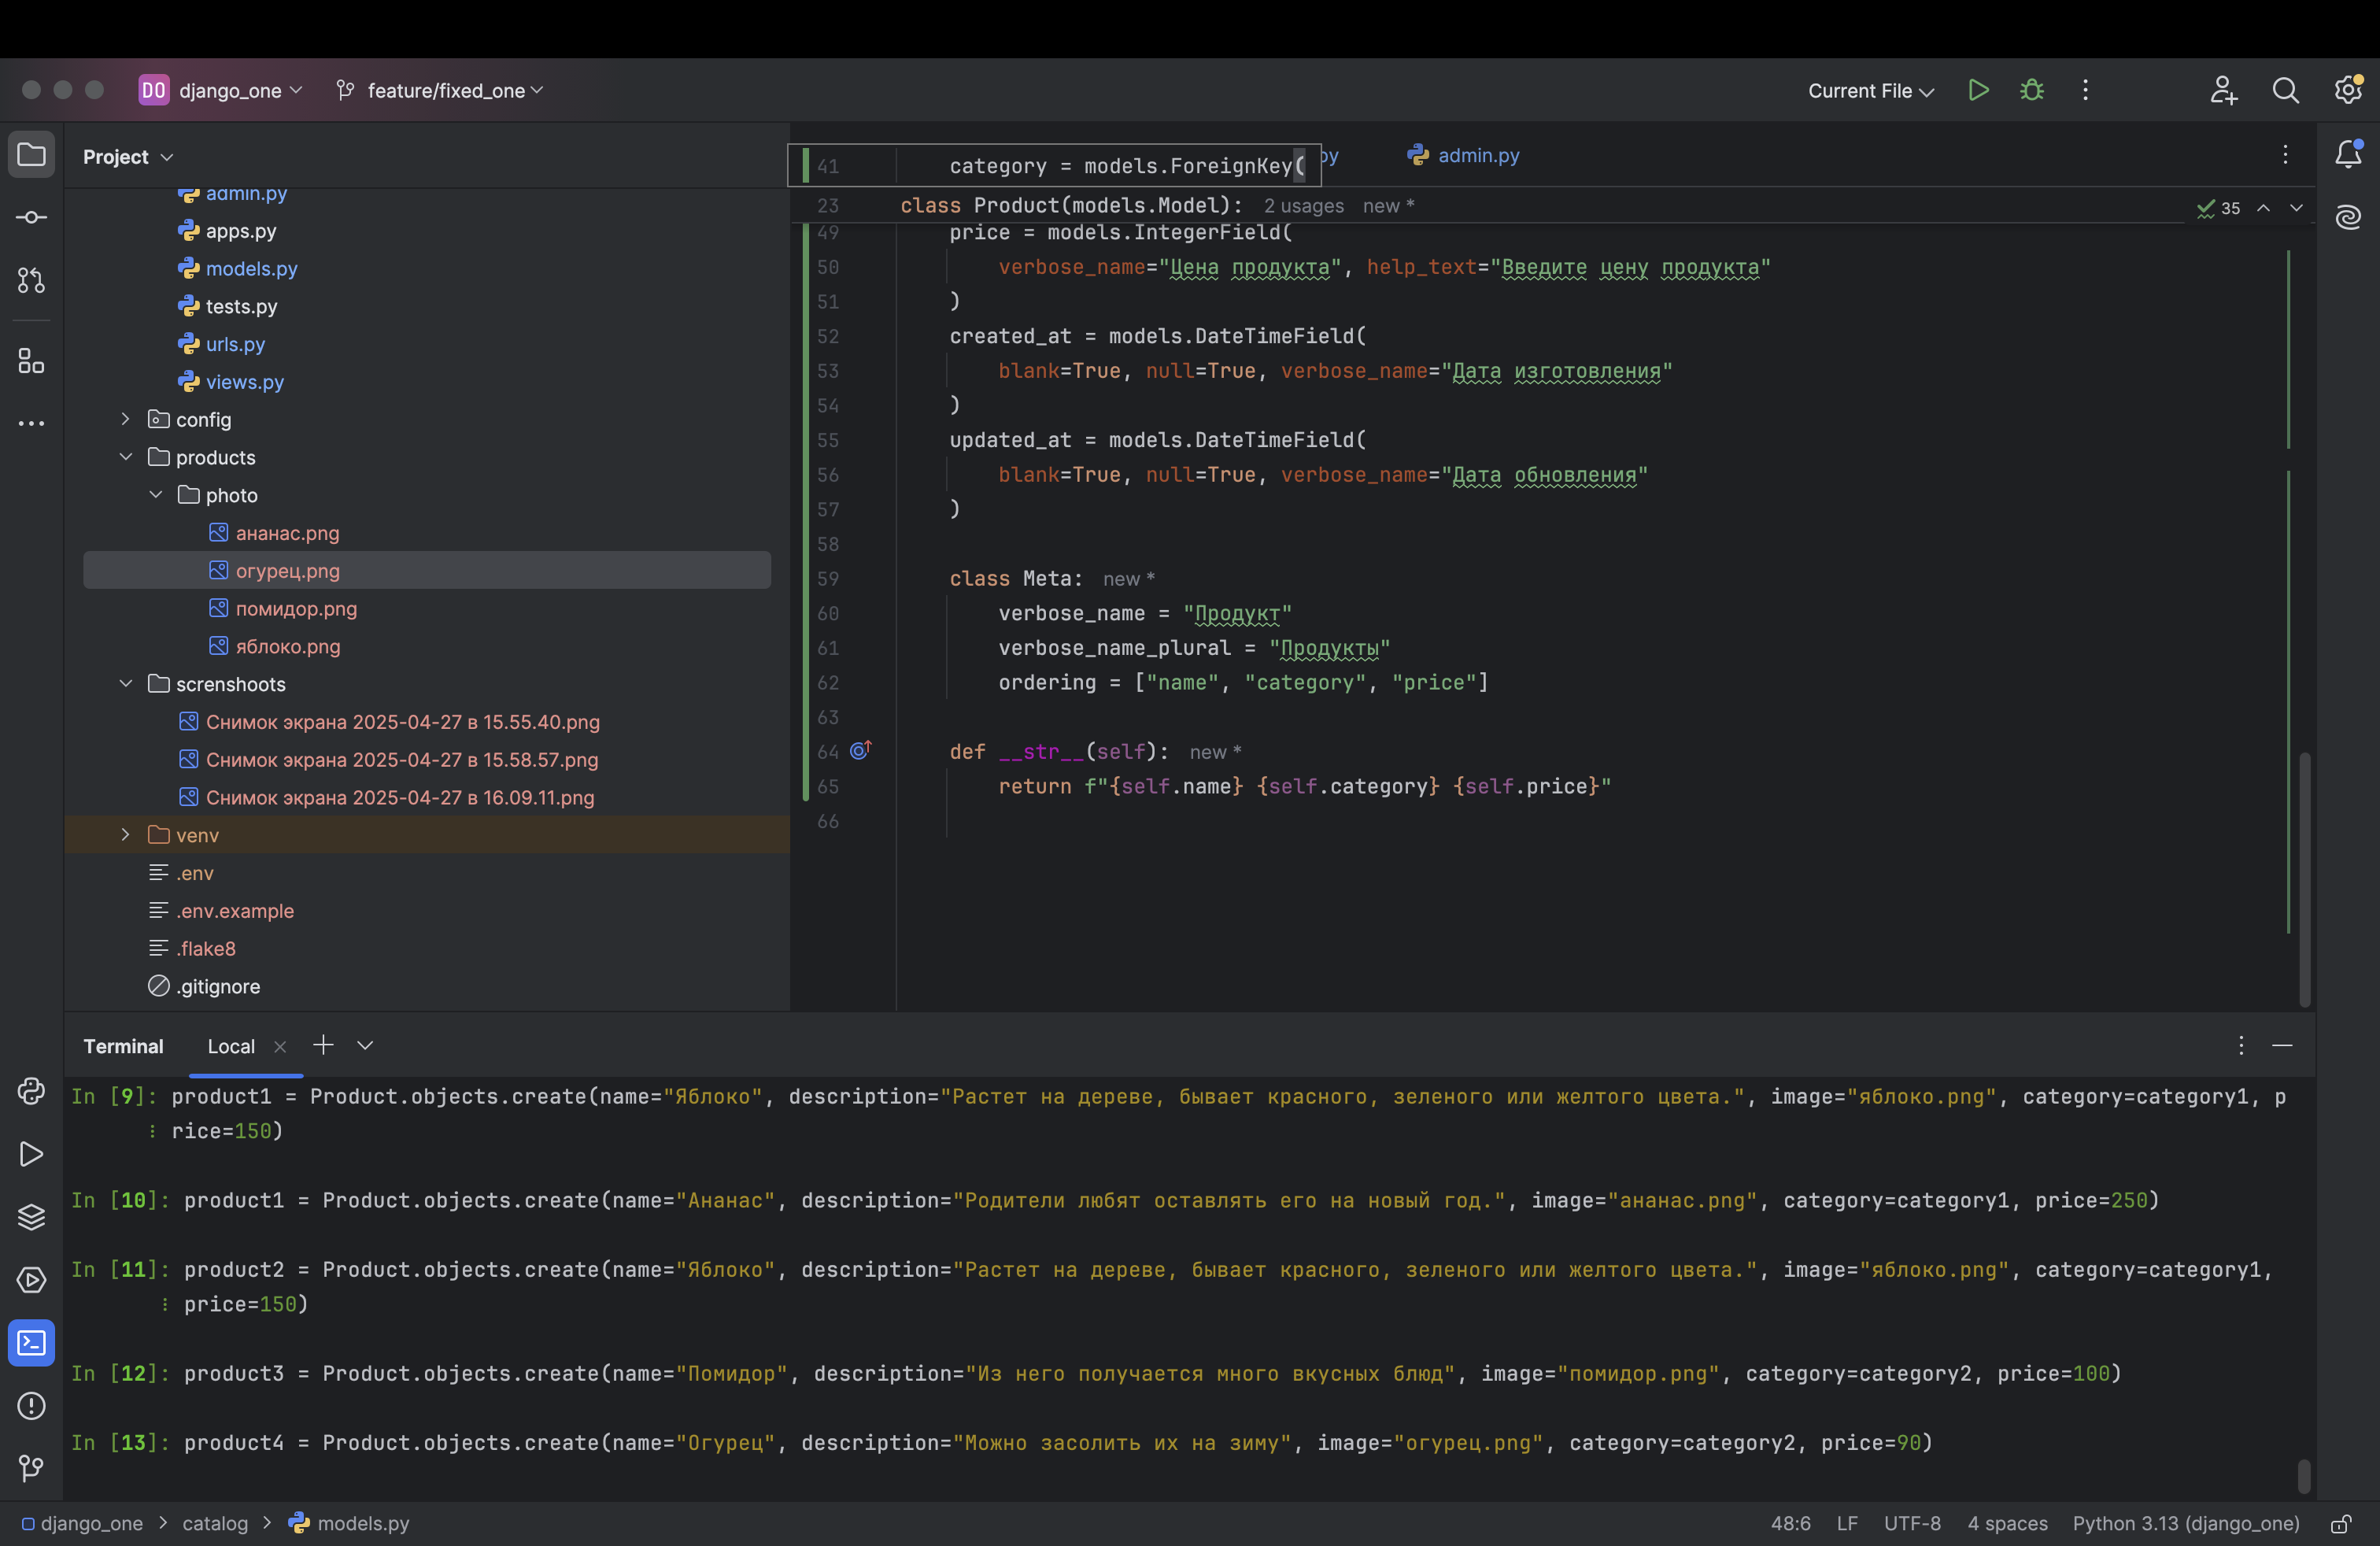 DO django_one feature/fixed_one Current File
Project
admin.py
apps.py
models.py
tests.py
urls.py
views.py
config
products
photo
ананас.png
огурец.png
помидор.png
яблоко.png
screnshoots
Снимок экрана 2025-04-27 в 15.55.40.png
Снимок экрана 2025-04-27 в 15.58.57.png
Снимок экрана 2025-04-27 в 16.09.11.png
venv
.env
.env.example
.flake8
.gitignore
py admin.py
41 category = models.ForeignKey(
23 class Product(models.Model): 2 usages new * 35
49 price = models.IntegerField(
50 verbose_name="Цена продукта", help_text="Введите цену продукта"
51 )
52 created_at = models.DateTimeField(
53 blank=True, null=True, verbose_name="Дата изготовления"
54 )
55 updated_at = models.DateTimeField(
56 blank=True, null=True, verbose_name="Дата обновления"
57 )
58
59 class Meta: new *
60 verbose_name = "Продукт"
61 verbose_name_plural = "Продукты"
62 ordering = ["name", "category", "price"]
63
64 def __str__(self): new *
65 return f"{self.name} {self.category} {self.price}"
66
Terminal Local
In [9]: product1 = Product.objects.create(name="Яблоко", description="Растет на дереве, бывает красного, зеленого или желтого цвета.", image="яблоко.png", category=category1, p
rice=150)
In [10]: product1 = Product.objects.create(name="Ананас", description="Родители любят оставлять его на новый год.", image="ананас.png", category=category1, price=250)
In [11]: product2 = Product.objects.create(name="Яблоко", description="Растет на дереве, бывает красного, зеленого или желтого цвета.", image="яблоко.png", category=category1,
price=150)
In [12]: product3 = Product.objects.create(name="Помидор", description="Из него получается много вкусных блюд", image="помидор.png", category=category2, price=100)
In [13]: product4 = Product.objects.create(name="Огурец", description="Можно засолить их на зиму", image="огурец.png", category=category2, price=90)
django_one > catalog > models.py 48:6 LF UTF-8 4 spaces Python 3.13 (django_one)